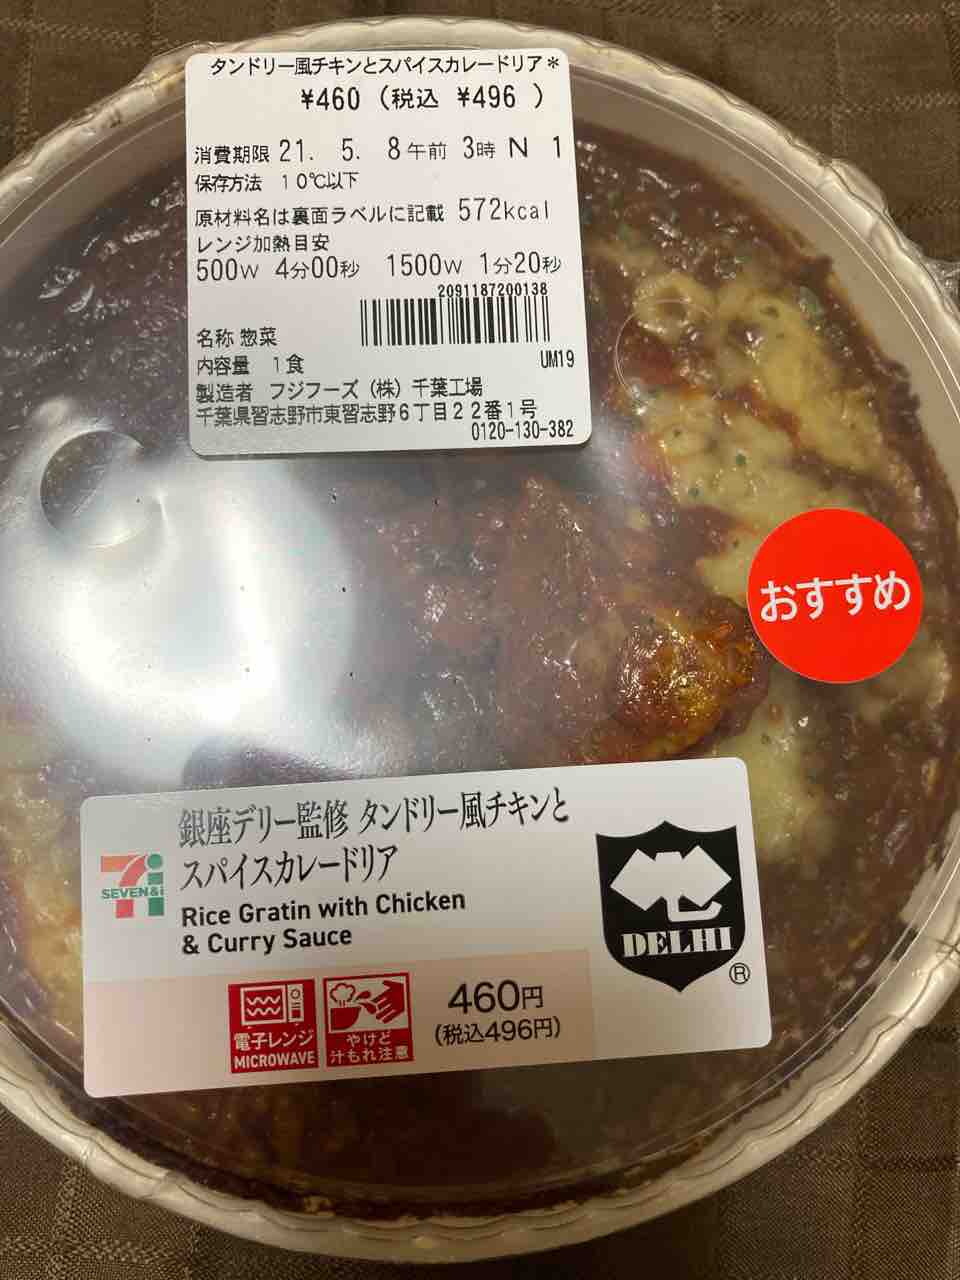 タンドリー風チキンとスパイスカレードリア*
¥460 (税込 ¥496 )
消費期限 21. 5. 8午前 3時 N 1
保存方法 10℃以下
原材料名は裏面ラベルに記載 572kcal
レンジ加熱目安
500W 4分00秒 1500W 1分20秒
2091187200138
名称 惣菜
UM19
内容量 1食
製造者 フジフーズ(株)千葉工場
千葉県習志野市東習志野6丁目22番1号
0120-130-382
おすすめ
銀座デリー監修 タンドリー風チキンと
スパイスカレードリア
SEVEN&i
Rice Gratin with Chicken
& Curry Sauce
DELHI
®
電子レンジ
MICROWAVE
やけど
汁もれ注意
460円
(税込496円)